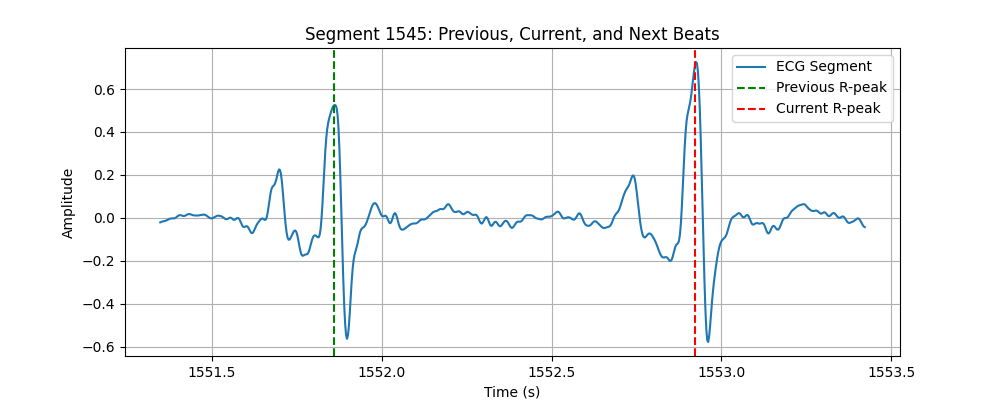 Segment 1545: Previous, Current, and Next Beats
ECG Segment
Previous R-peak
Current R-peak
Amplitude
0.6
0.4
0.2
0.0
−0.2
−0.4
−0.6
1551.5 1552.0 1552.5 1553.0 1553.5
Time (s)